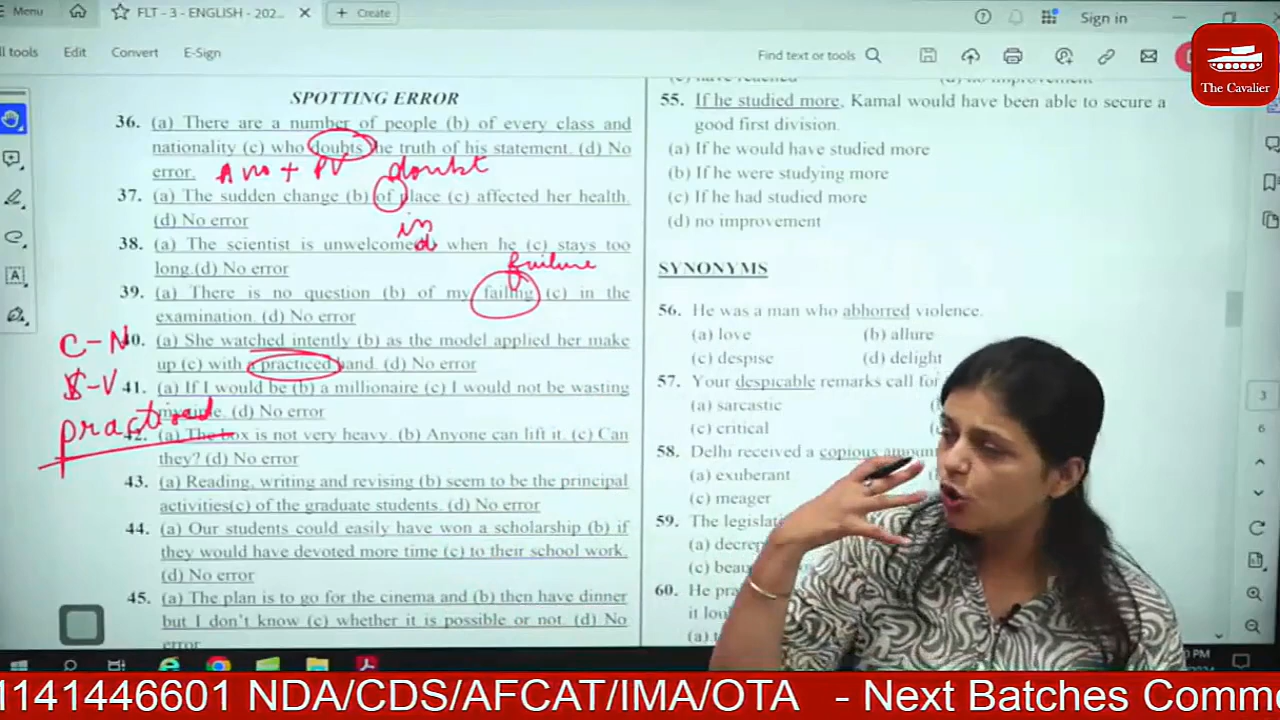 Menu
FLT - 3 - ENGLISH - 202...
Create
Sign in
The Cavalier
ll tools
Edit
Convert
E-Sign
Find text or tools
SPOTTING ERROR
36. (a) There are a number of people (b) of every class and
nationality (c) who doubts the truth of his statement. (d) No
error.
A no + PV
doubt
37. (a) The sudden change (b) of place (c) affected her health.
(d) No error
in
38. (a) The scientist is unwelcomed when he (c) stays too
long.(d) No error
failure
39. (a) There is no question (b) of my failing (c) in the
examination. (d) No error
40. (a) She watched intently (b) as the model applied her make
up (c) with a practiced hand. (d) No error
C-N
S-V
practised
41. (a) If I would be (b) a millionaire (c) I would not be wasting
my time. (d) No error
42. (a) The box is not very heavy. (b) Anyone can lift it. (c) Can
they? (d) No error
43. (a) Reading, writing and revising (b) seem to be the principal
activities(c) of the graduate students. (d) No error
44. (a) Our students could easily have won a scholarship (b) if
they would have devoted more time (c) to their school work.
(d) No error
45. (a) The plan is to go for the cinema and (b) then have dinner
but I don't know (c) whether it is possible or not. (d) No
error
55. If he studied more, Kamal would have been able to secure a
good first division.
(a) If he would have studied more
(b) If he were studying more
(c) If he had studied more
(d) no improvement
SYNONYMS
56. He was a man who abhorred violence.
(a) love (b) allure
(c) despise (d) delight
57. Your despicable remarks call for
(a) sarcastic
(c) critical
58. Delhi received a copious amount
(a) exuberant
(c) meager
59. The legislat
(a) decrep
(c) beau
60. He pra
it lou
(a) t
3
6
PM
1141446601 NDA/CDS/AFCAT/IMA/OTA - Next Batches Comme